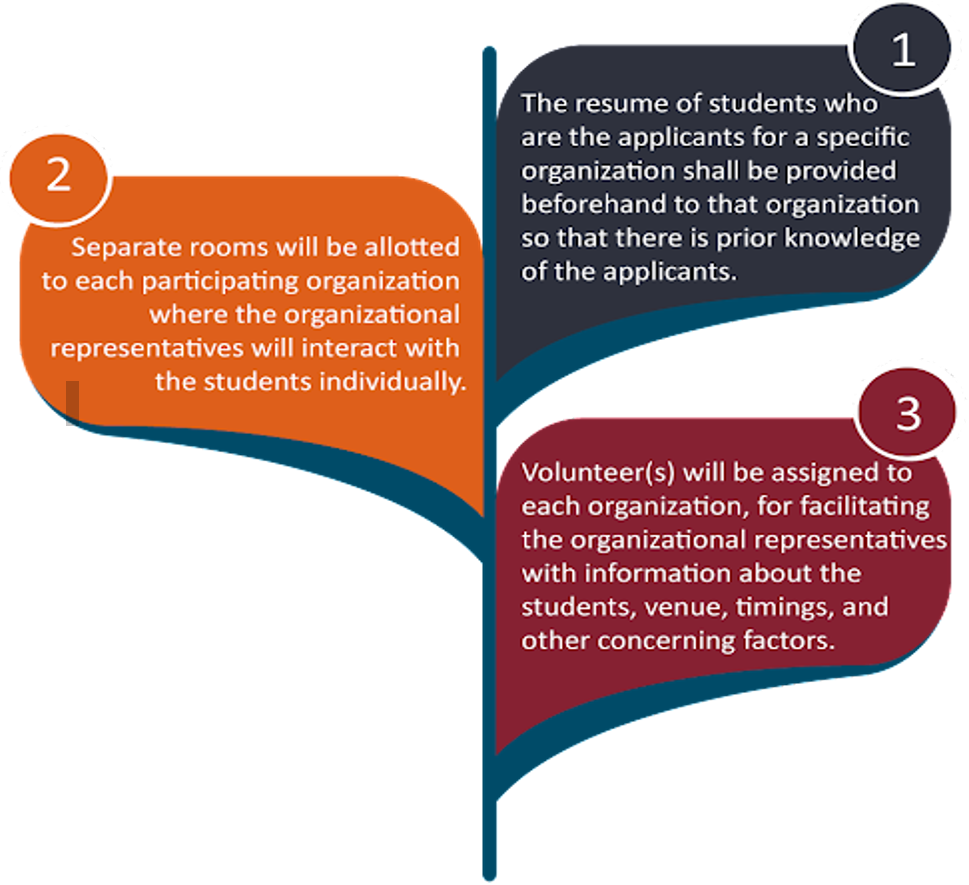 1
The resume of students who
are the applicants for a specific
organization shall be provided
beforehand to that organization
so that there is prior knowledge
of the applicants.
2
Separate rooms will be allotted
to each participating organization
where the organizational
representatives will interact with
the students individually.
3
Volunteer(s) will be assigned to
each organization, for facilitating
the organizational representatives
with information about the
students, venue, timings, and
other concerning factors.